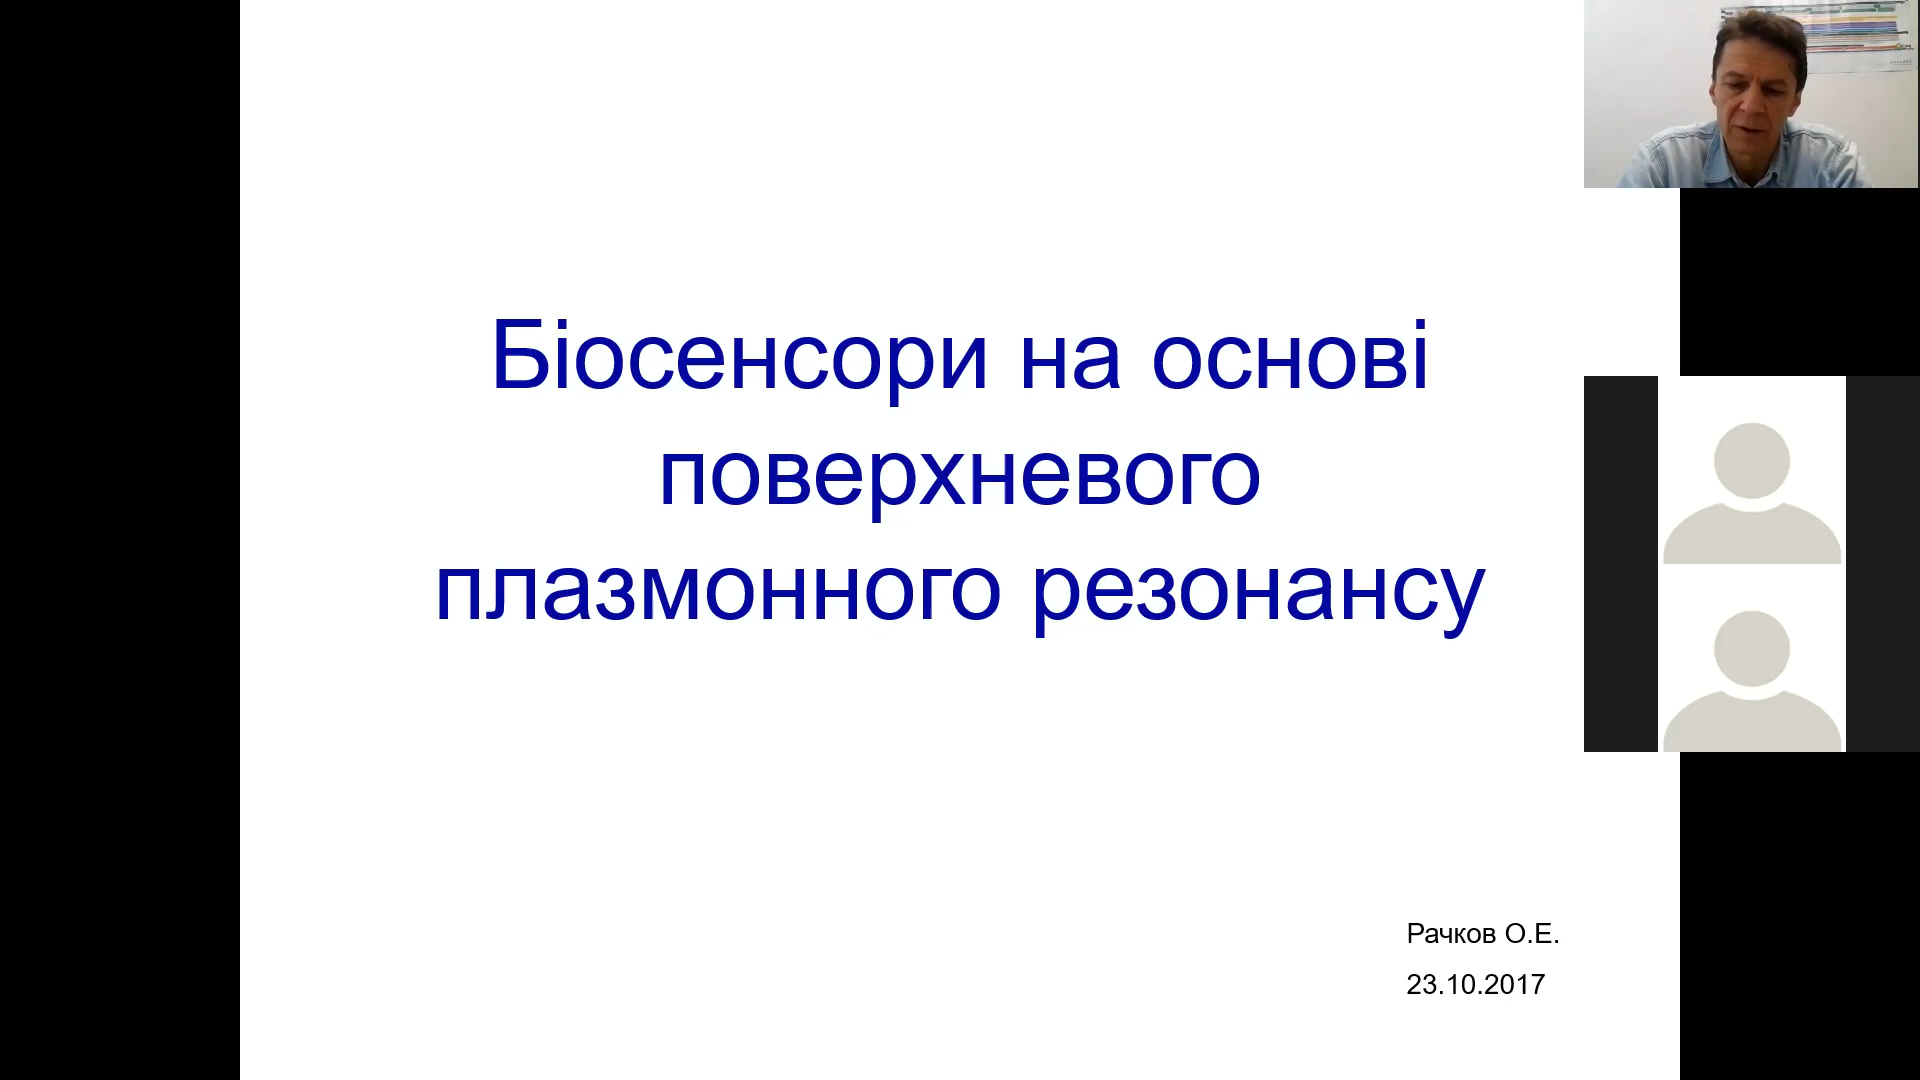 Біосенсори на основі
поверхневого
плазмонного резонансу
Рачков О.Е.
23.10.2017